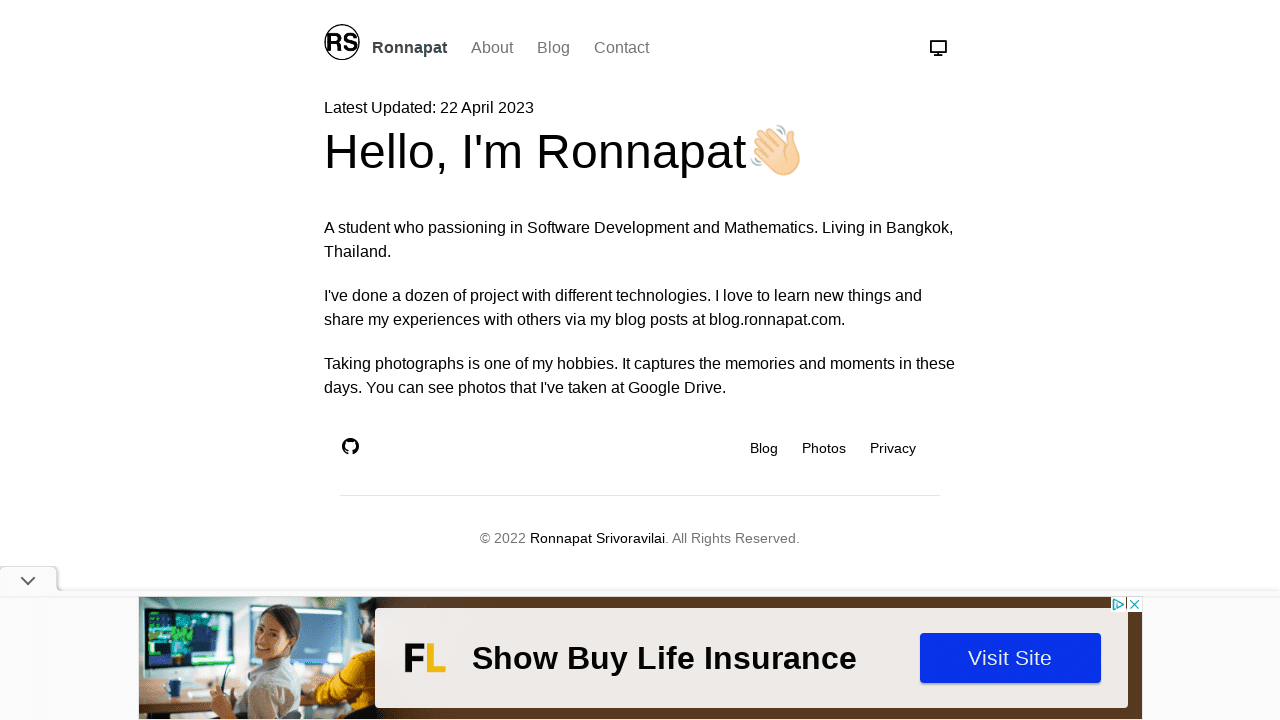 RS Ronnapat About Blog Contact
Latest Updated: 22 April 2023
Hello, I'm Ronnapat👋🏻
A student who passioning in Software Development and Mathematics. Living in Bangkok,
Thailand.
I've done a dozen of project with different technologies. I love to learn new things and
share my experiences with others via my blog posts at blog.ronnapat.com.
Taking photographs is one of my hobbies. It captures the memories and moments in these
days. You can see photos that I've taken at Google Drive.
Blog Photos Privacy
© 2022 Ronnapat Srivoravilai. All Rights Reserved.
FL Show Buy Life Insurance Visit Site